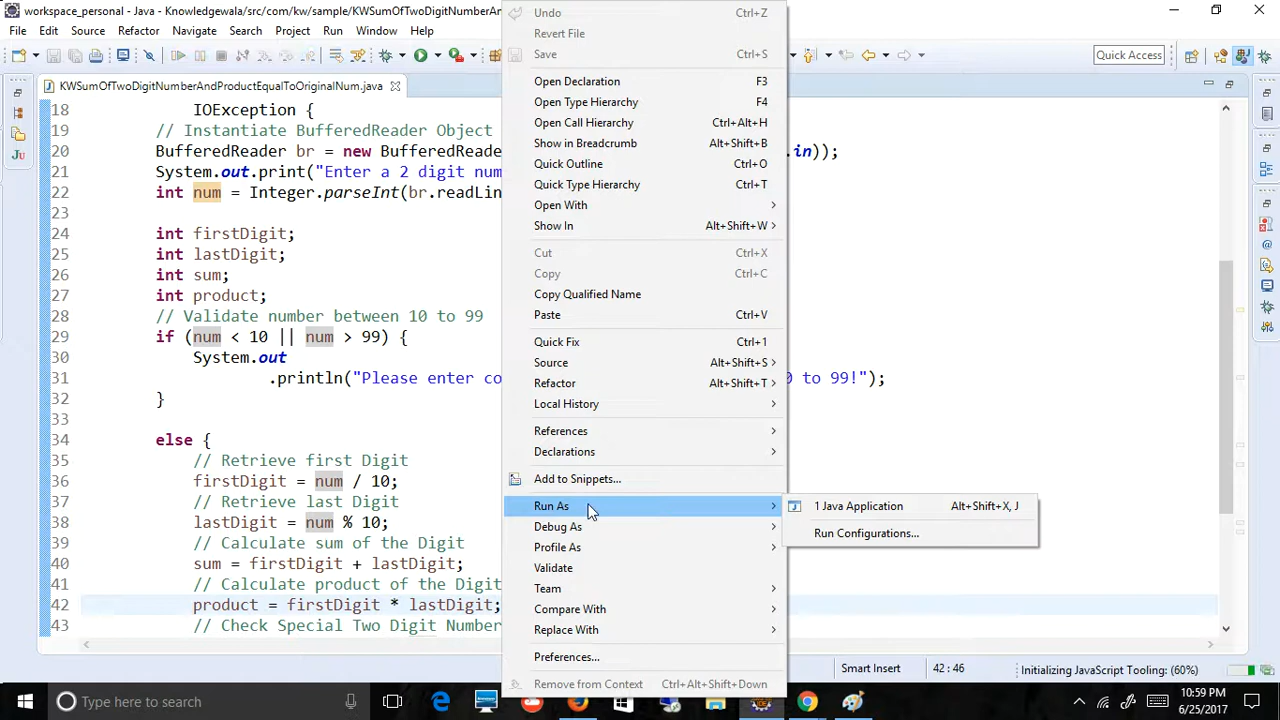 workspace_personal - Java - Knowledgewala/src/com/kw/sample/KWSumOfTwoDigitNumberAn
File Edit Source Refactor Navigate Search Project Run Window Help
Quick Access
KWSumOfTwoDigitNumberAndProductEqualToOriginalNum.java
18 IOException {
19 // Instantiate BufferedReader Object
20 BufferedReader br = new BufferedReade .in));
21 System.out.print("Enter a 2 digit num
22 int num = Integer.parseInt(br.readLin
23
24 int firstDigit;
25 int lastDigit;
26 int sum;
27 int product;
28 // Validate number between 10 to 99
29 if (num < 10 || num > 99) {
30 System.out
31 .println("Please enter co 0 to 99!");
32 }
33
34 else {
35 // Retrieve first Digit
36 firstDigit = num / 10;
37 // Retrieve last Digit
38 lastDigit = num % 10;
39 // Calculate sum of the Digit
40 sum = firstDigit + lastDigit;
41 // Calculate product of the Digit
42 product = firstDigit * lastDigit;
43 // Check Special Two Digit Number
Undo Ctrl+Z
Revert File
Save Ctrl+S
Open Declaration F3
Open Type Hierarchy F4
Open Call Hierarchy Ctrl+Alt+H
Show in Breadcrumb Alt+Shift+B
Quick Outline Ctrl+O
Quick Type Hierarchy Ctrl+T
Open With
Show In Alt+Shift+W
Cut Ctrl+X
Copy Ctrl+C
Copy Qualified Name
Paste Ctrl+V
Quick Fix Ctrl+1
Source Alt+Shift+S
Refactor Alt+Shift+T
Local History
References
Declarations
Add to Snippets...
Run As
Debug As
Profile As
Validate
Team
Compare With
Replace With
Preferences...
Remove from Context Ctrl+Alt+Shift+Down
1 Java Application Alt+Shift+X, J
Run Configurations...
Smart Insert 42 : 46 Initializing JavaScript Tooling: (60%)
Type here to search
10:59 PM
6/25/2017